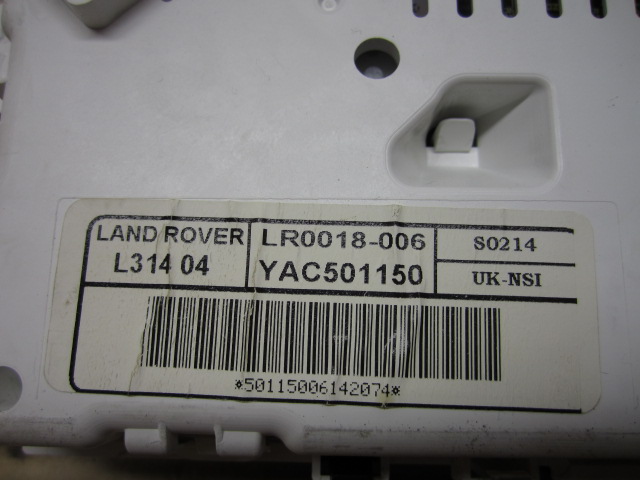 LAND ROVER
L314 04
LR0018-006
YAC501150
S0214
UK-NSI
*50115006142074*